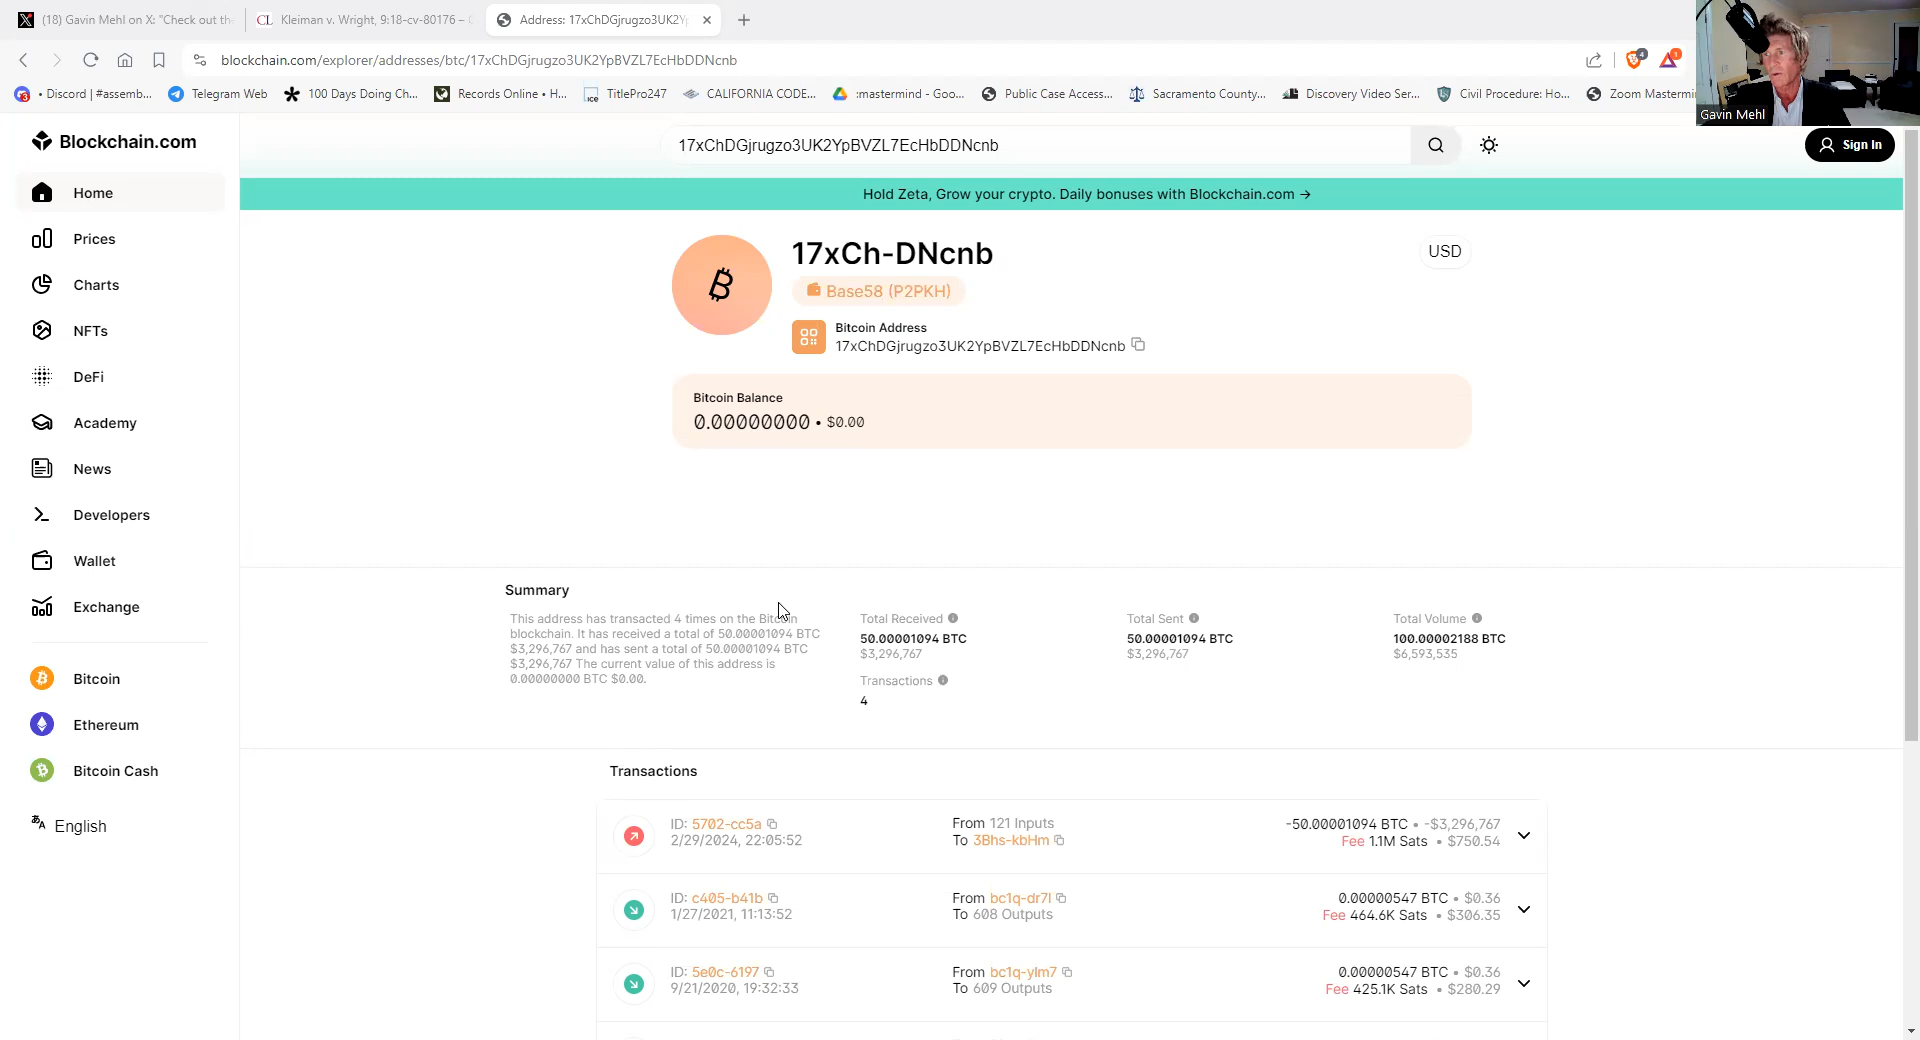 (18) Gavin Mehl on X: "Check out the
Kleiman v. Wright, 9:18-cv-80176 –
Address: 17xChDGjrugzo3UK2Y
blockchain.com/explorer/addresses/btc/17xChDGjrugzo3UK2YpBVZL7EcHbDDNcnb
• Discord | #assemb...
Telegram Web
100 Days Doing Ch...
Records Online • H...
TitlePro247
CALIFORNIA CODE...
:mastermind - Goo...
Public Case Access...
Sacramento County...
Discovery Video Ser...
Civil Procedure: Ho...
Zoom Mastermi
Gavin Mehl
Blockchain.com
17xChDGjrugzo3UK2YpBVZL7EcHbDDNcnb
Sign In
Hold Zeta, Grow your crypto. Daily bonuses with Blockchain.com →
Home
Prices
Charts
NFTs
DeFi
Academy
News
Developers
Wallet
Exchange
Bitcoin
Ethereum
Bitcoin Cash
English
17xCh-DNcnb
USD
Base58 (P2PKH)
Bitcoin Address
17xChDGjrugzo3UK2YpBVZL7EcHbDDNcnb
Bitcoin Balance
0.00000000 • $0.00
Summary
This address has transacted 4 times on the Bitcoin
blockchain. It has received a total of 50.00001094 BTC
$3,296,767 and has sent a total of 50.00001094 BTC
$3,296,767 The current value of this address is
0.00000000 BTC $0.00.
Total Received
50.00001094 BTC
$3,296,767
Total Sent
50.00001094 BTC
$3,296,767
Total Volume
100.00002188 BTC
$6,593,535
Transactions
4
Transactions
ID: 5702-cc5a
2/29/2024, 22:05:52
From 121 Inputs
To 3Bhs-kbHm
-50.00001094 BTC • -$3,296,767
Fee 1.1M Sats • $750.54
ID: c405-b41b
1/27/2021, 11:13:52
From bc1q-dr7l
To 608 Outputs
0.00000547 BTC • $0.36
Fee 464.6K Sats • $306.35
ID: 5e0c-6197
9/21/2020, 19:32:33
From bc1q-ylm7
To 609 Outputs
0.00000547 BTC • $0.36
Fee 425.1K Sats • $280.29